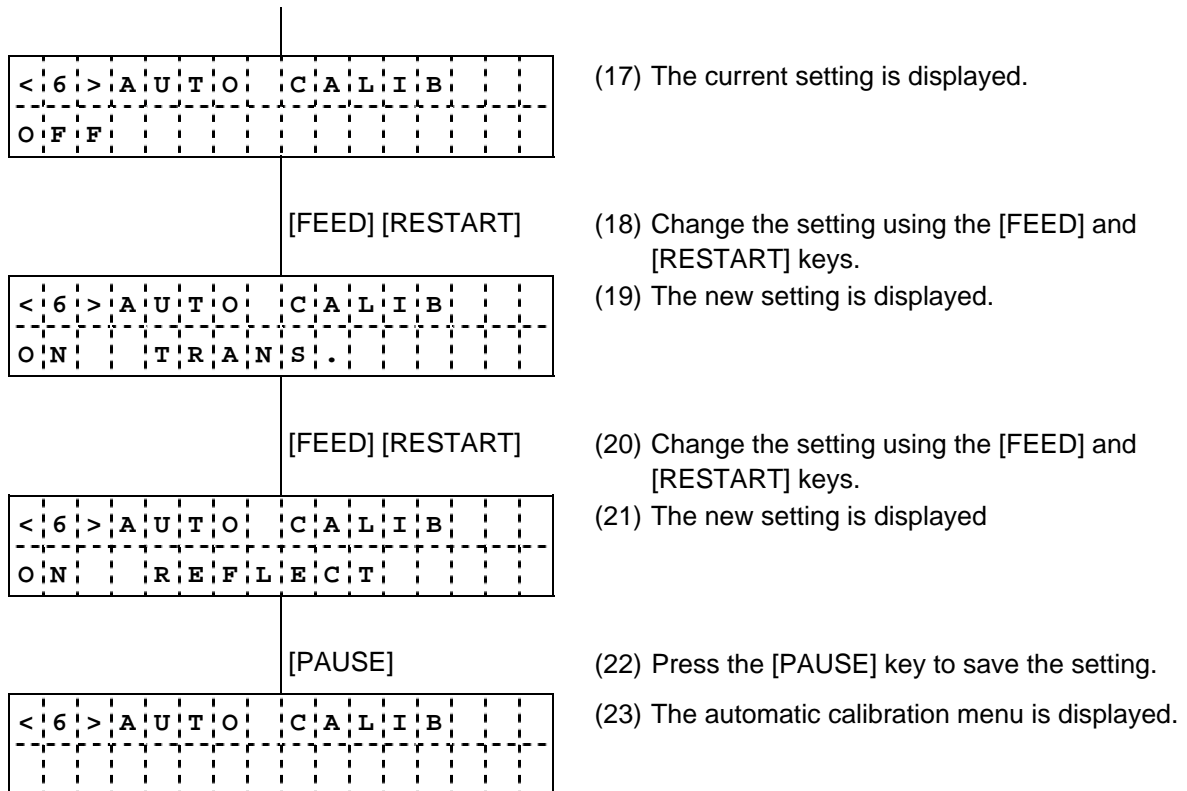 <6>AUTO CALIB
(17) The current setting is displayed.
OFF
[FEED] [RESTART]
(18) Change the setting using the [FEED] and
[RESTART] keys.
<6>AUTO CALIB
(19) The new setting is displayed.
ON TRANS.
[FEED] [RESTART]
(20) Change the setting using the [FEED] and
[RESTART] keys.
<6>AUTO CALIB
(21) The new setting is displayed
ON REFLECT
[PAUSE]
(22) Press the [PAUSE] key to save the setting.
<6>AUTO CALIB
(23) The automatic calibration menu is displayed.